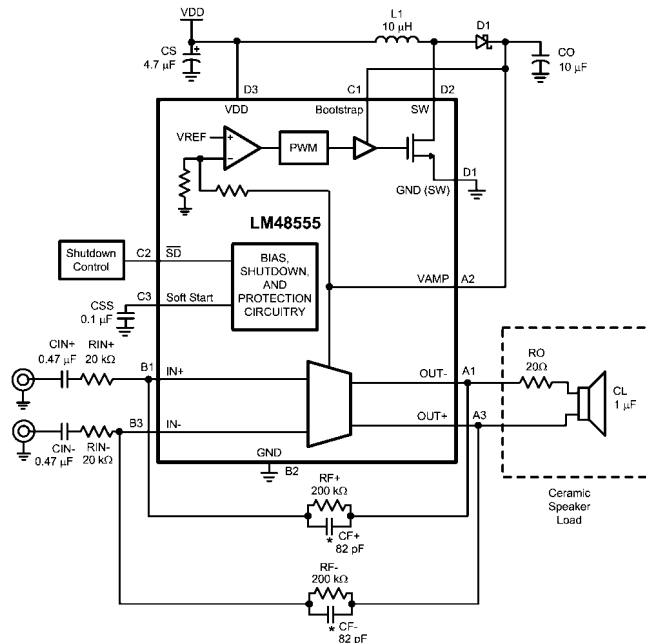 VDD
L1
10 μH
D1
CS
+
4.7 μF
CO
10 μF
D3
C1
D2
VDD
Bootstrap
SW
VREF
+
−
PWM
D1
GND (SW)
LM48555
Shutdown
Control
C2
SD
BIAS,
SHUTDOWN,
AND
PROTECTION
CIRCUITRY
VAMP
A2
CSS
0.1 μF
C3
Soft Start
CIN+
0.47 μF
RIN+
20 kΩ
B1
IN+
OUT-
A1
RO
20Ω
CL
1 μF
B3
IN-
OUT+
A3
CIN-
0.47 μF
RIN-
20 kΩ
GND
B2
RF+
200 kΩ
* CF+
82 pF
Ceramic
Speaker
Load
RF-
200 kΩ
* CF-
82 pF